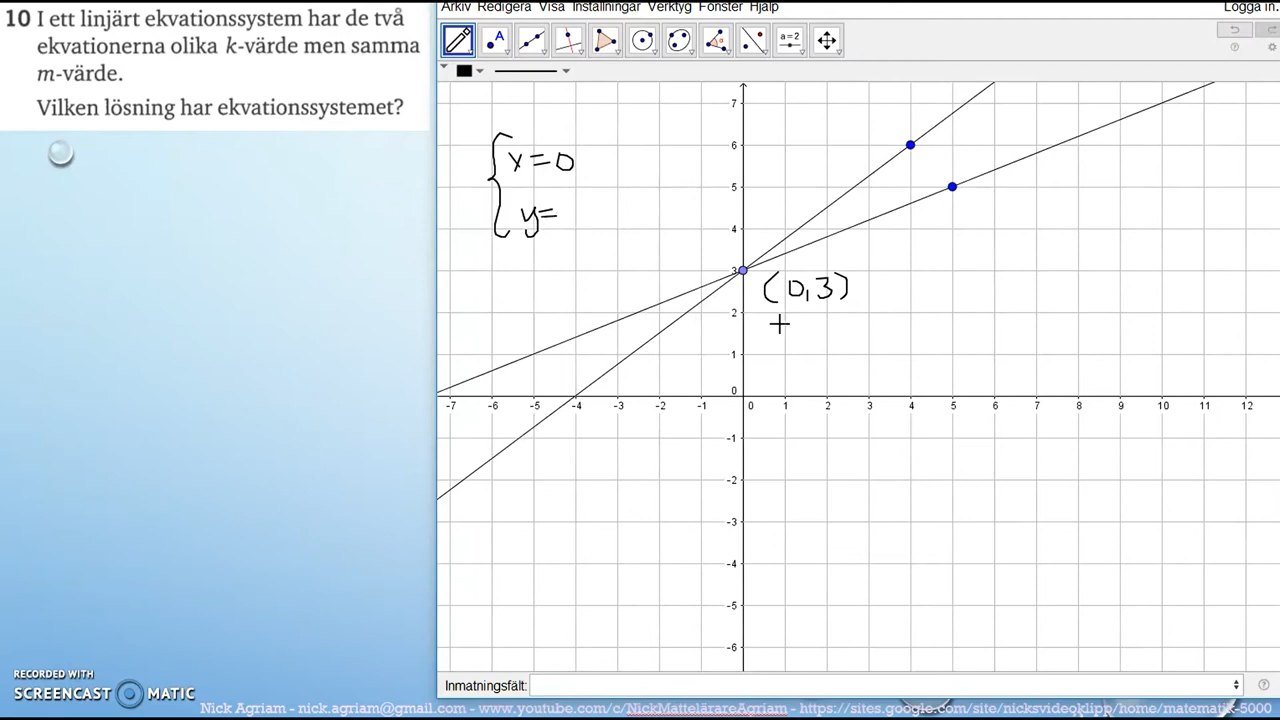 10 I ett linjärt ekvationssystem har de två
ekvationerna olika k-värde men samma
m-värde.
Vilken lösning har ekvationssystemet?
Arkiv Redigera Visa Inställningar Verktyg Fönster Hjälp
Logga in.
A
a = 2
x = 0
y =
(0,3)
7
6
5
4
3
2
1
0
-7 -6 -5 -4 -3 -2 -1 0 1 2 3 4 5 6 7 8 9 10 11 12
-1
-2
-3
-4
-5
-6
Inmatningsfält:
RECORDED WITH
SCREENCAST MATIC
Nick Agriam - nick.agriam@gmail.com - www.youtube.com/c/NickMattelärareAgriam - https://sites.google.com/site/nicksvideoklipp/home/matematik-5000